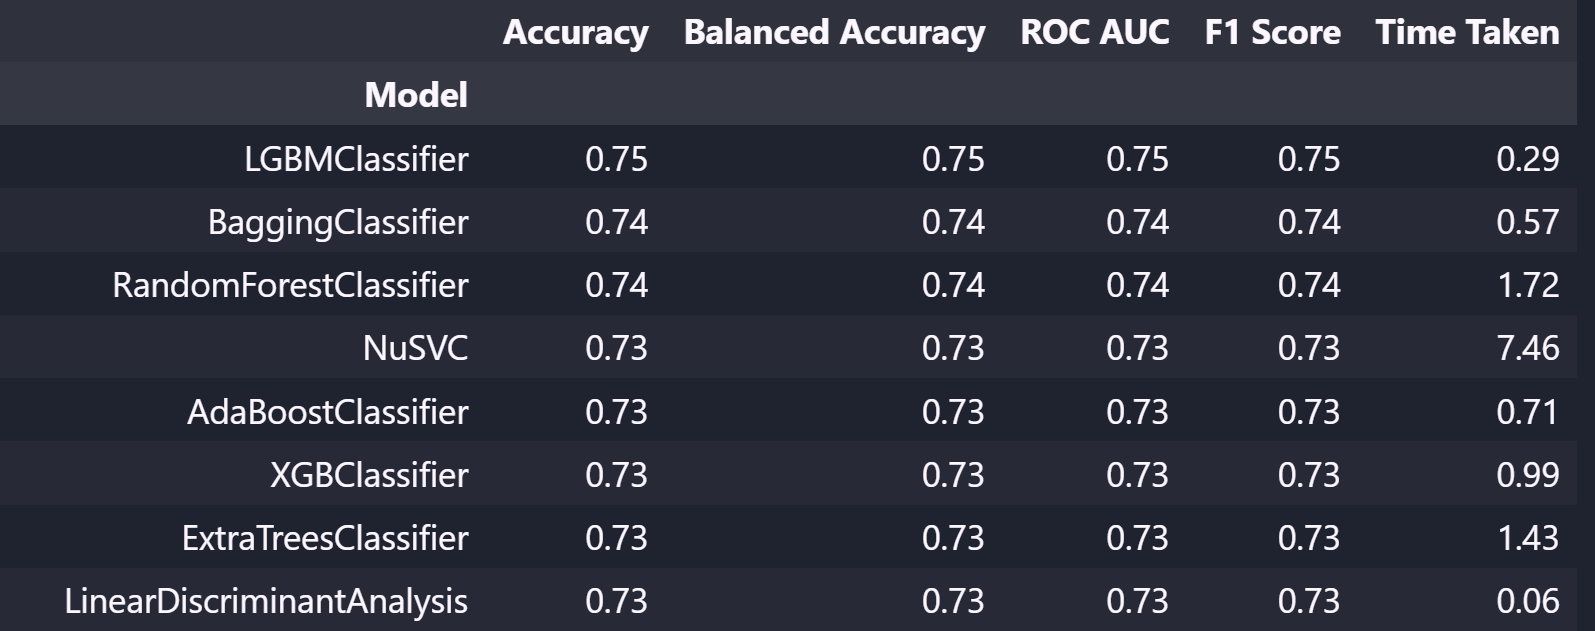 Accuracy Balanced Accuracy ROC AUC F1 Score Time Taken
Model
LGBMClassifier 0.75 0.75 0.75 0.75 0.29
BaggingClassifier 0.74 0.74 0.74 0.74 0.57
RandomForestClassifier 0.74 0.74 0.74 0.74 1.72
NuSVC 0.73 0.73 0.73 0.73 7.46
AdaBoostClassifier 0.73 0.73 0.73 0.73 0.71
XGBClassifier 0.73 0.73 0.73 0.73 0.99
ExtraTreesClassifier 0.73 0.73 0.73 0.73 1.43
LinearDiscriminantAnalysis 0.73 0.73 0.73 0.73 0.06